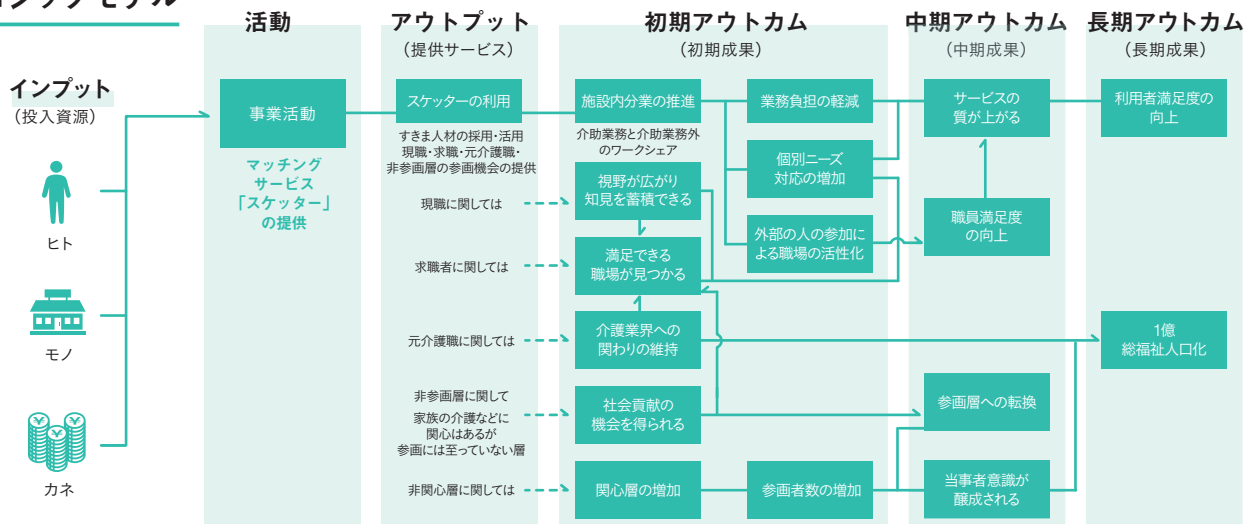 インプット
(投入資源)
ヒト
モノ
カネ
活動
事業活動
マッチング
サービス
「スケッター」
の提供
アウトプット
(提供サービス)
スケッターの利用
すきま人材の採用・活用
現職・求職・元介護職・
非参画層の参画機会の提供
現職に関しては
求職者に関しては
元介護職に関しては
非参画層に関して
家族の介護などに
関心はあるが
参画には至っていない層
非関心層に関しては
初期アウトカム
(初期成果)
施設内分業の推進
介助業務と介助業務外
のワークシェア
視野が広がり
知見を蓄積できる
満足できる
職場が見つかる
介護業界への
関わりの維持
社会貢献の
機会を得られる
関心層の増加
業務負担の軽減
個別ニーズ
対応の増加
外部の人の参加に
よる職場の活性化
参画者数の増加
中期アウトカム
(中期成果)
サービスの
質が上がる
職員満足度
の向上
参画層への転換
当事者意識が
醸成される
長期アウトカム
(長期成果)
利用者満足度の
向上
1億
総福祉人口化